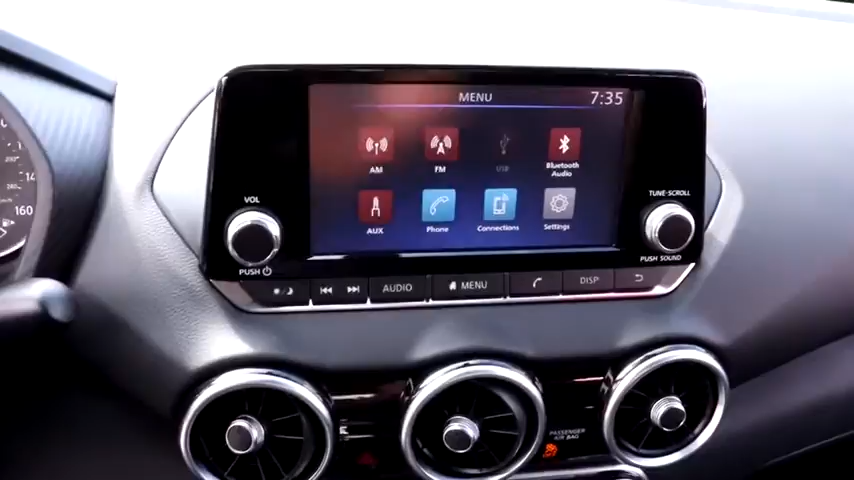 MENU 7:35
AM FM USB Bluetooth Audio
AUX Phone Connections Settings
VOL
PUSH
TUNE·SCROLL
PUSH SOUND
AUDIO MENU DISP
PASSENGER AIR BAG
OFF
160